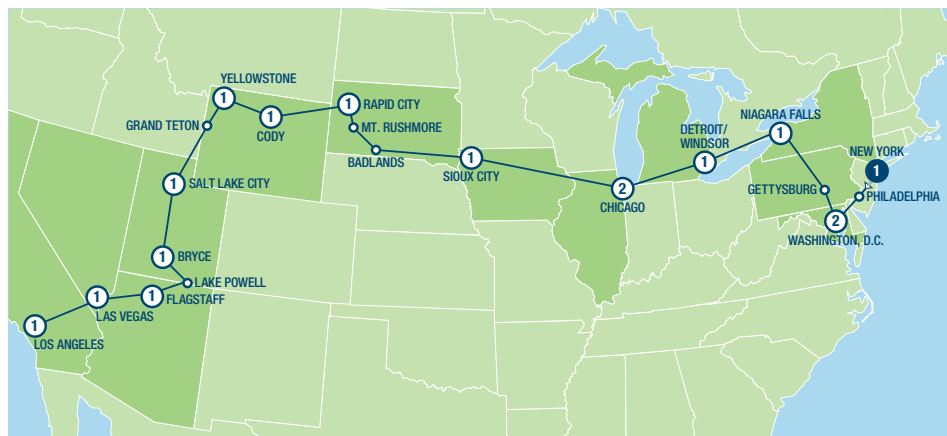 YELLOWSTONE
1
1
CODY
GRAND TETON
1
RAPID CITY
MT. RUSHMORE
BADLANDS
1
SIOUX CITY
2
CHICAGO
DETROIT/
WINDSOR
1
NIAGARA FALLS
1
NEW YORK
1
GETTYSBURG
PHILADELPHIA
2
WASHINGTON, D.C.
1
SALT LAKE CITY
1
BRYCE
LAKE POWELL
1
FLAGSTAFF
1
LAS VEGAS
1
LOS ANGELES